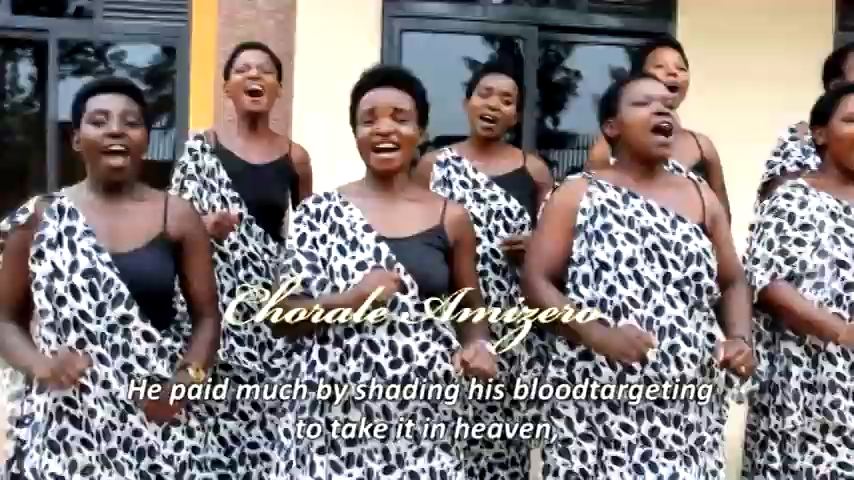 Chorale Amizero
He paid much by shading his bloodtargeting
to take it in heaven,